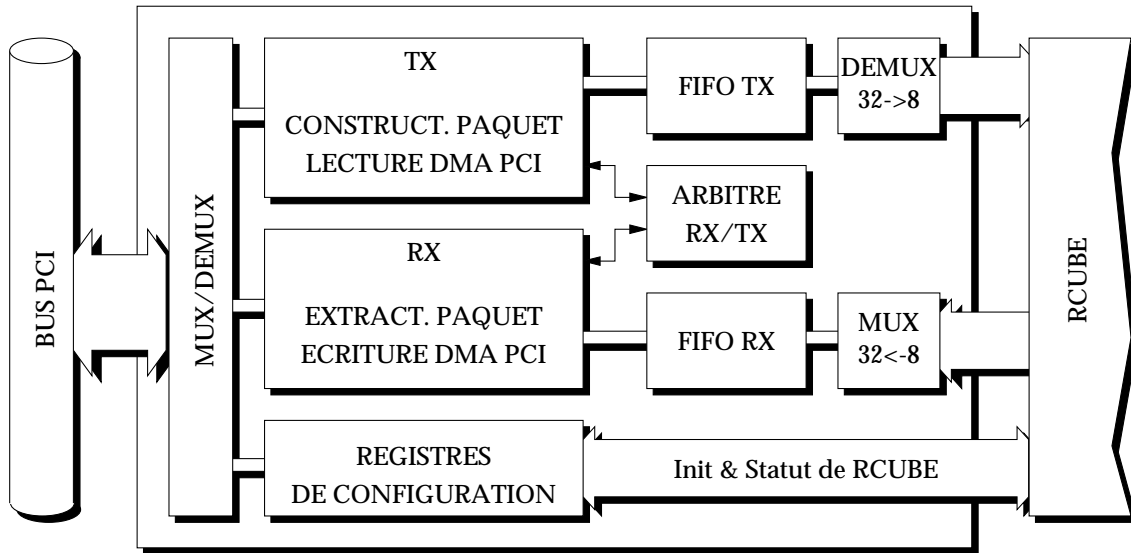 BUS PCI
MUX/DEMUX
TX
CONSTRUCT. PAQUET
LECTURE DMA PCI
FIFO TX
DEMUX
32->8
ARBITRE
RX/TX
RX
EXTRACT. PAQUET
ECRITURE DMA PCI
FIFO RX
MUX
32<-8
REGISTRES
DE CONFIGURATION
Init & Statut de RCUBE
RCUBE